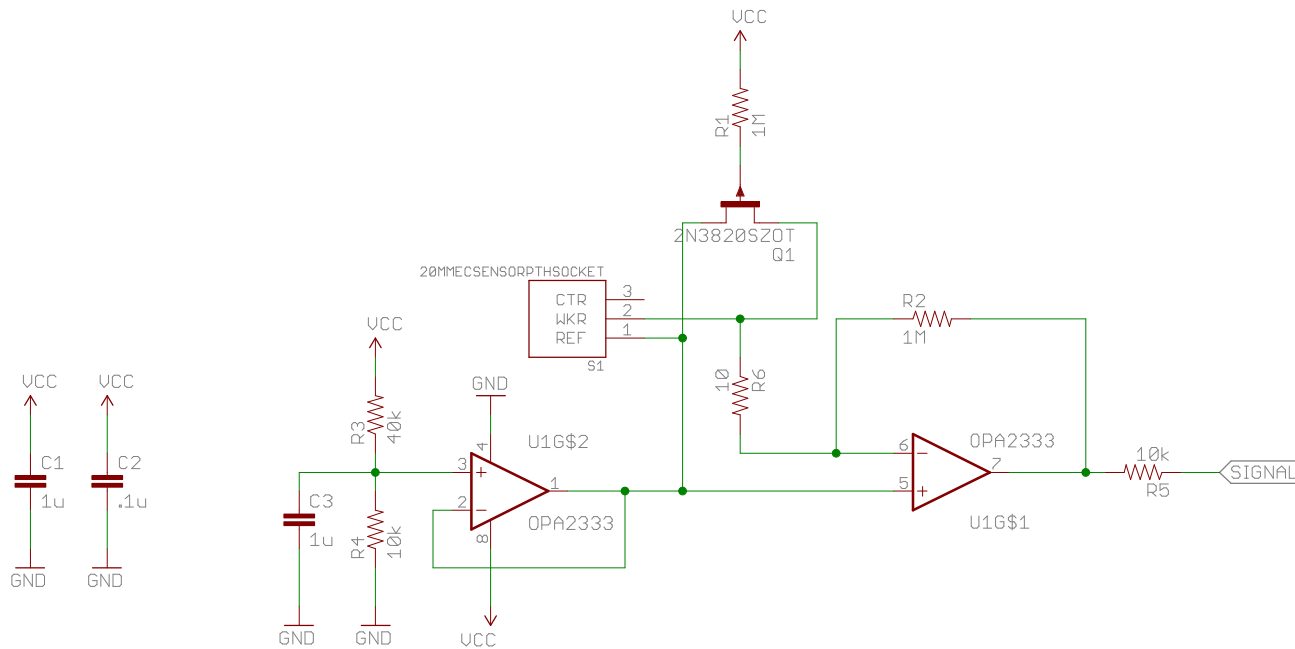 VCC
R1
1M
2N3820SZOT
Q1
20MMECSENSORPTHSOCKET
CTR 3
WKR 2
REF 1
S1
R2
1M
VCC
R3
40k
10
R6
VCC
C1
1u
GND
VCC
C2
.1u
GND
GND
4
U1G$2
3 +
2 -
1
8
OPA2333
VCC
C3
1u
GND
R4
10k
GND
6 -
5 +
7
OPA2333
U1G$1
10k
R5
SIGNAL